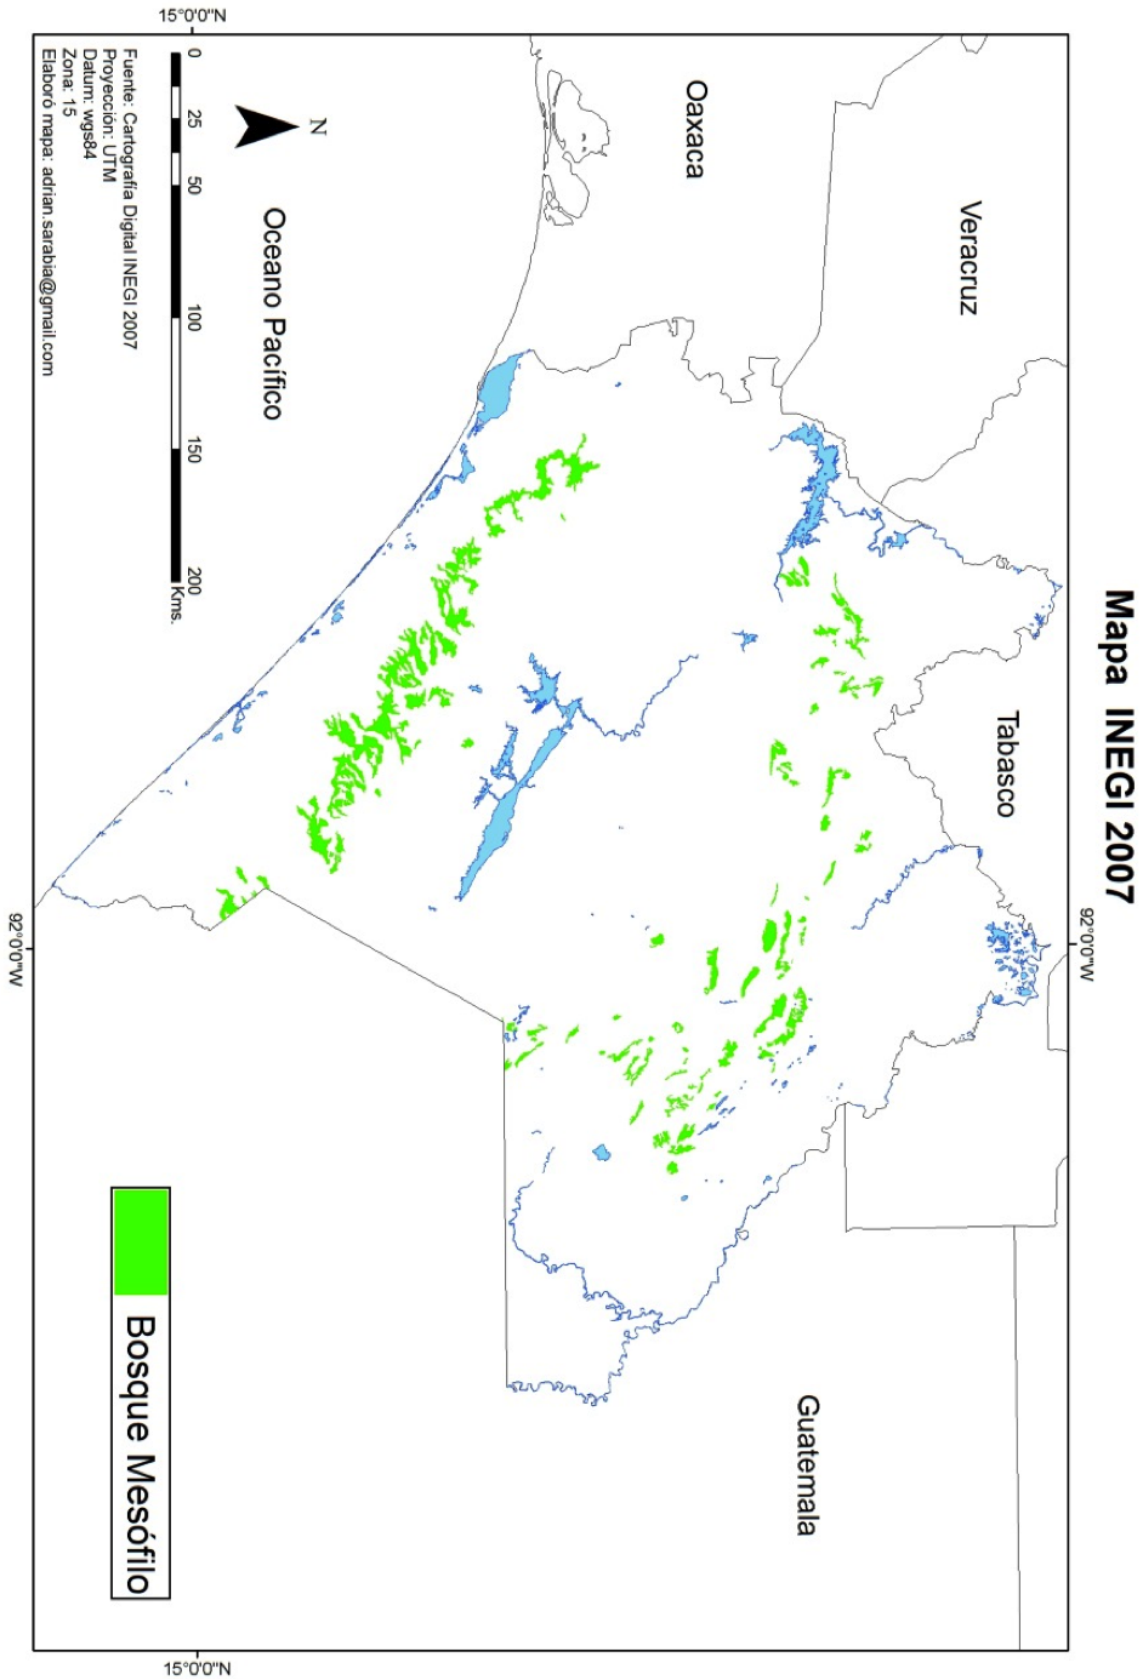 Mapa INEGI 2007
92°0'0"W
Veracruz
Tabasco
Oaxaca
Guatemala
Oceano Pacífico
N
15°0'0"N
15°0'0"N
0 25 50 100 150 200
Kms.
Fuente: Cartografía Digital INEGI 2007
Proyección: UTM
Datum: wgs84
Zona: 15
Elaboró mapa: adrian.sarabia@gmail.com
Bosque Mesófilo
92°0'0"W